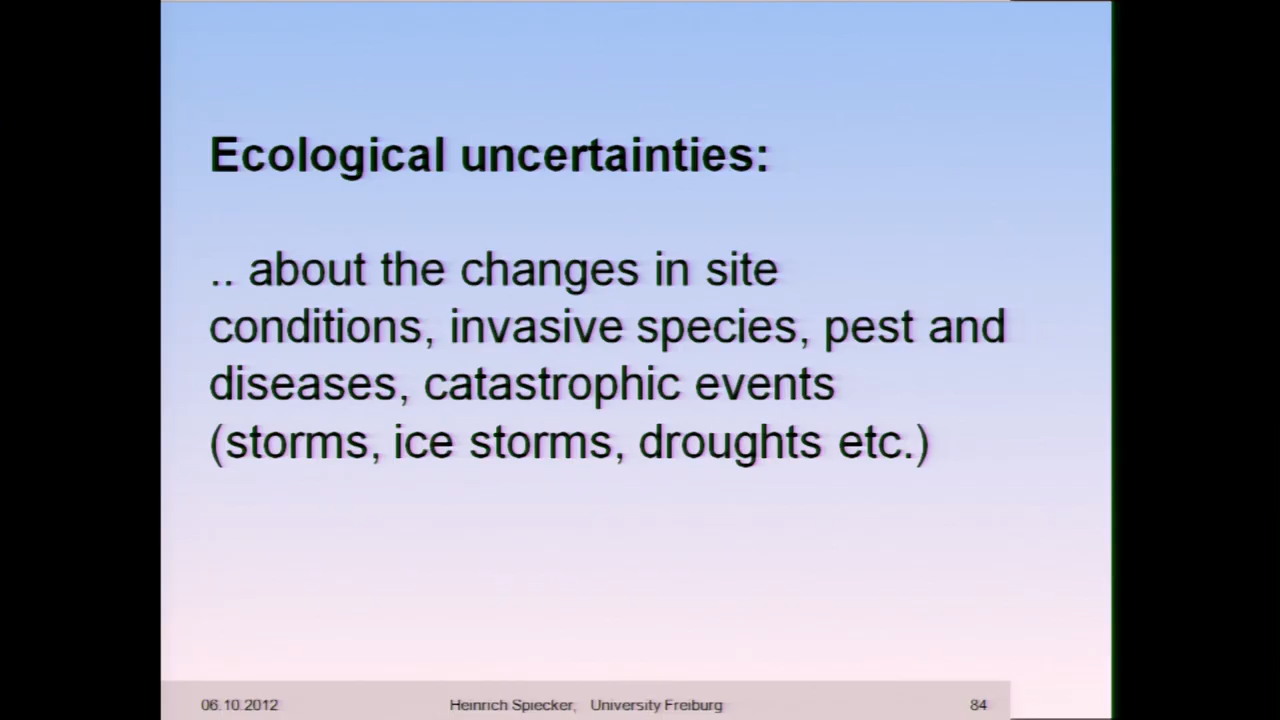 Ecological uncertainties:
.. about the changes in site
conditions, invasive species, pest and
diseases, catastrophic events
(storms, ice storms, droughts etc.)
06.10.2012 Heinrich Spiecker, University Freiburg 84